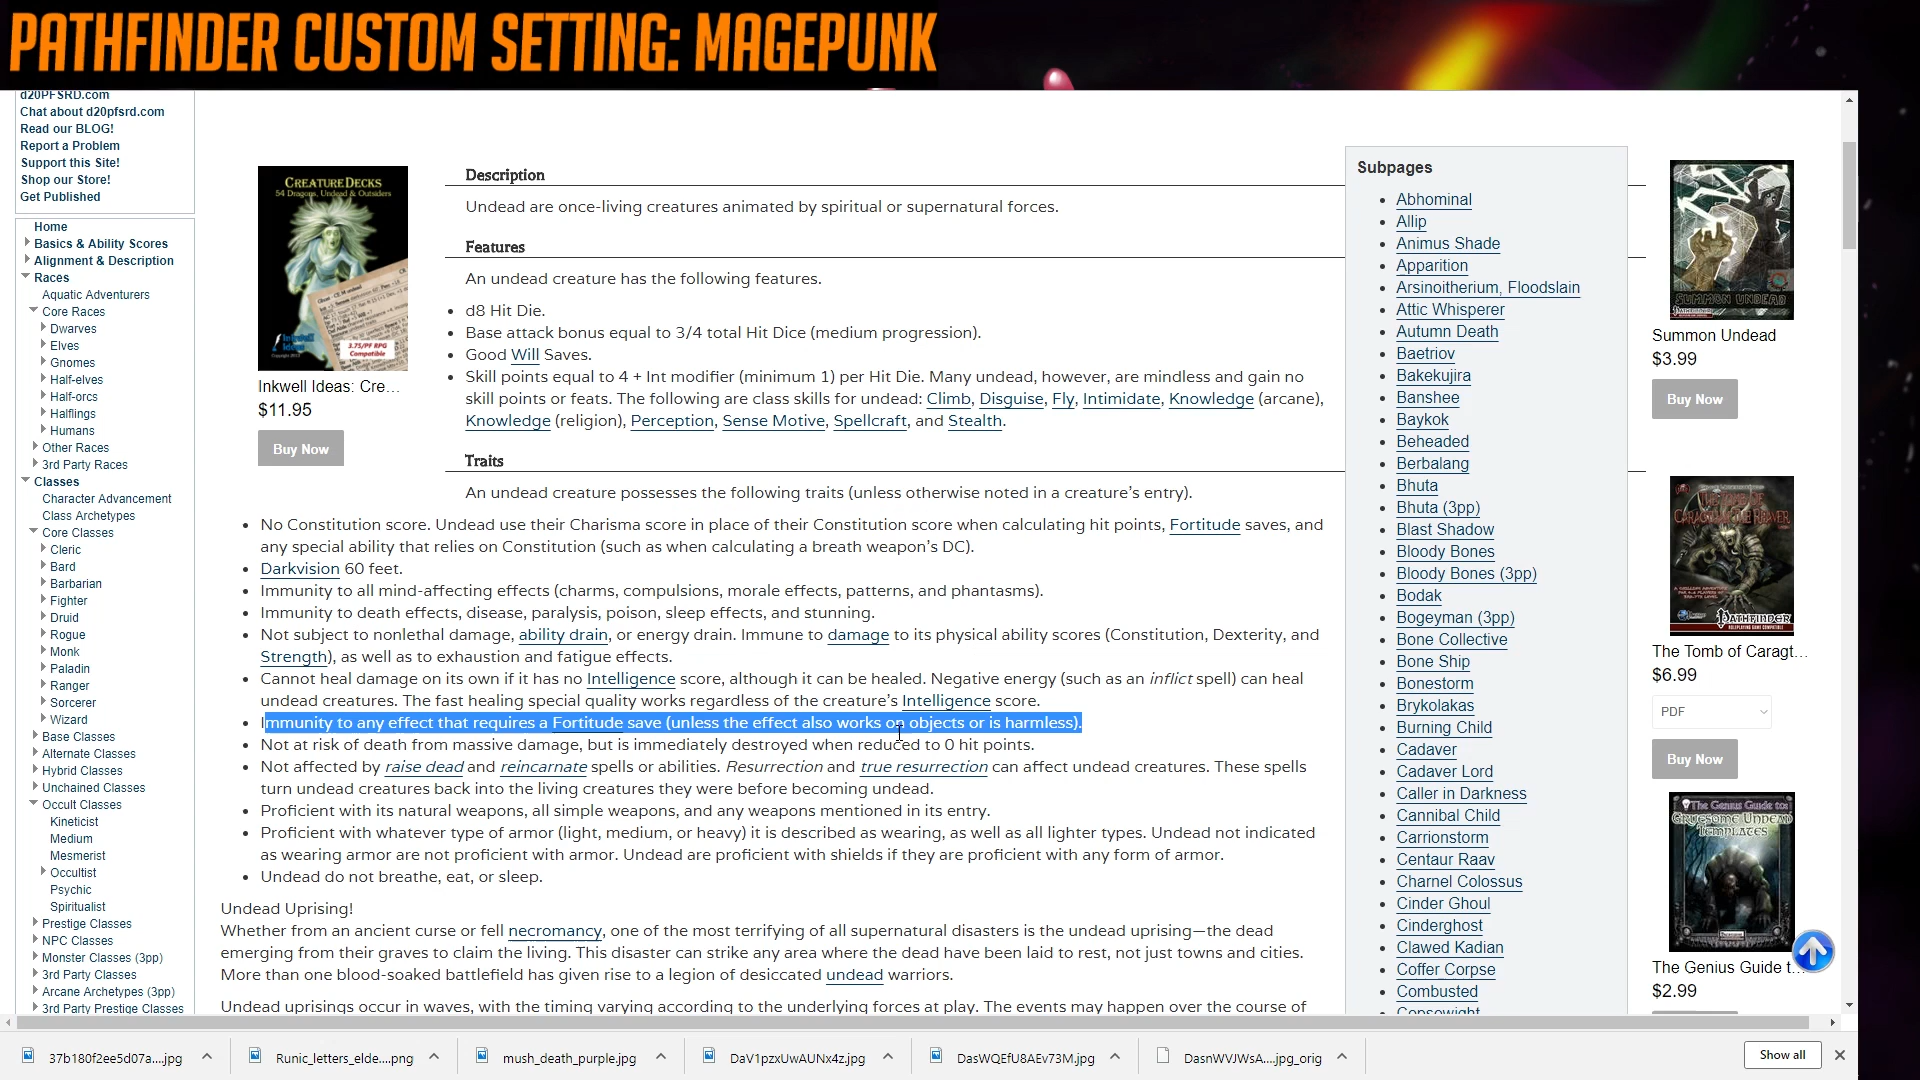 PATHFINDER CUSTOM SETTING: MAGEPUNK
d20PFSRD.com
Chat about d20pfsrd.com
Read our BLOG!
Report a Problem
Support this Site!
Shop our Store!
Get Published
Home
Basics & Ability Scores
Alignment & Description
Races
Aquatic Adventurers
Core Races
Dwarves
Elves
Gnomes
Half-elves
Half-orcs
Halflings
Humans
Other Races
3rd Party Races
Classes
Character Advancement
Class Archetypes
Core Classes
Cleric
Bard
Barbarian
Fighter
Druid
Rogue
Monk
Paladin
Ranger
Sorcerer
Wizard
Base Classes
Alternate Classes
Hybrid Classes
Unchained Classes
Occult Classes
Kineticist
Medium
Mesmerist
Occultist
Psychic
Spiritualist
Prestige Classes
NPC Classes
Monster Classes (3pp)
3rd Party Classes
Arcane Archetypes (3pp)
3rd Party Prestige Classes
CREATUREDECKS
54 Dragons, Undead & Outsiders
3.75/PF RPG
Compatible
Inkwell Ideas: Cre...
$11.95
Buy Now
Description
Undead are once-living creatures animated by spiritual or supernatural forces.
Features
An undead creature has the following features.
• d8 Hit Die.
• Base attack bonus equal to 3/4 total Hit Dice (medium progression).
• Good Will Saves.
• Skill points equal to 4 + Int modifier (minimum 1) per Hit Die. Many undead, however, are mindless and gain no
skill points or feats. The following are class skills for undead: Climb, Disguise, Fly, Intimidate, Knowledge (arcane),
Knowledge (religion), Perception, Sense Motive, Spellcraft, and Stealth.
Traits
An undead creature possesses the following traits (unless otherwise noted in a creature's entry).
• No Constitution score. Undead use their Charisma score in place of their Constitution score when calculating hit points, Fortitude saves, and
any special ability that relies on Constitution (such as when calculating a breath weapon's DC).
• Darkvision 60 feet.
• Immunity to all mind-affecting effects (charms, compulsions, morale effects, patterns, and phantasms).
• Immunity to death effects, disease, paralysis, poison, sleep effects, and stunning.
• Not subject to nonlethal damage, ability drain, or energy drain. Immune to damage to its physical ability scores (Constitution, Dexterity, and
Strength), as well as to exhaustion and fatigue effects.
• Cannot heal damage on its own if it has no Intelligence score, although it can be healed. Negative energy (such as an inflict spell) can heal
undead creatures. The fast healing special quality works regardless of the creature's Intelligence score.
• Immunity to any effect that requires a Fortitude save (unless the effect also works on objects or is harmless).
• Not at risk of death from massive damage, but is immediately destroyed when reduced to 0 hit points.
• Not affected by raise dead and reincarnate spells or abilities. Resurrection and true resurrection can affect undead creatures. These spells
turn undead creatures back into the living creatures they were before becoming undead.
• Proficient with its natural weapons, all simple weapons, and any weapons mentioned in its entry.
• Proficient with whatever type of armor (light, medium, or heavy) it is described as wearing, as well as all lighter types. Undead not indicated
as wearing armor are not proficient with armor. Undead are proficient with shields if they are proficient with any form of armor.
• Undead do not breathe, eat, or sleep.
Undead Uprising!
Whether from an ancient curse or fell necromancy, one of the most terrifying of all supernatural disasters is the undead uprising—the dead
emerging from their graves to claim the living. This disaster can strike any area where the dead have been laid to rest, not just towns and cities.
More than one blood-soaked battlefield has given rise to a legion of desiccated undead warriors.
Undead uprisings occur in waves, with the timing varying according to the underlying forces at play. The events may happen over the course of
Subpages
• Abhominal
• Allip
• Animus Shade
• Apparition
• Arsinoitherium, Floodslain
• Attic Whisperer
• Autumn Death
• Baetriov
• Bakekujira
• Banshee
• Baykok
• Beheaded
• Berbalang
• Bhuta
• Bhuta (3pp)
• Blast Shadow
• Bloody Bones
• Bloody Bones (3pp)
• Bodak
• Bogeyman (3pp)
• Bone Collective
• Bone Ship
• Bonestorm
• Brykolakas
• Burning Child
• Cadaver
• Cadaver Lord
• Caller in Darkness
• Cannibal Child
• Carrionstorm
• Centaur Raav
• Charnel Colossus
• Cinder Ghoul
• Cinderghost
• Clawed Kadian
• Coffer Corpse
• Combusted
• Copsewight
SUMMON UNDEAD
Summon Undead
$3.99
Buy Now
THE TOMB OF
CARAGTHAX THE REAVER
PATHFINDER
The Tomb of Caragt...
$6.99
PDF
Buy Now
The Genius Guide to:
GRUESOME UNDEAD
TEMPLATES
The Genius Guide t...
$2.99
37b180f2ee5d07a....jpg
Runic_letters_elde....png
mush_death_purple.jpg
DaV1pzxUwAUNx4z.jpg
DasWQEfU8AEv73M.jpg
DasnWVJWsA....jpg_orig
Show all